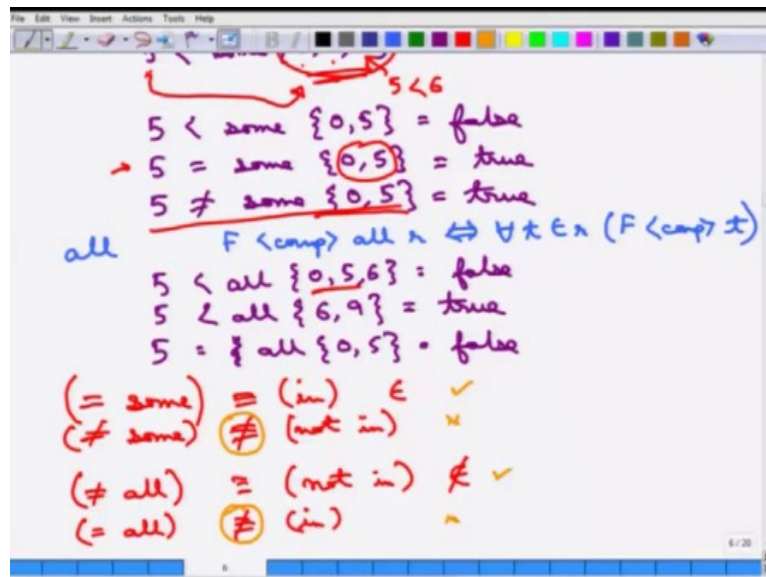 File Edit View Insert Actions Tools Help
5 < 6
5 < some {0,5} = false
→ 5 = some {0,5} = true
5 ≠ some {0,5} = true
all F <comp> all r ⇔ ∀ t ∈ r (F <comp> t)
5 < all {0,5,6} = false
5 < all {6,9} = true
5 = { all {0,5} = false
(= some) ≡ (in) ∈ ✓
(≠ some) ≢ (not in) ×
(≠ all) ≡ (not in) ∉ ✓
(= all) ≢ (in) ×
6 / 20